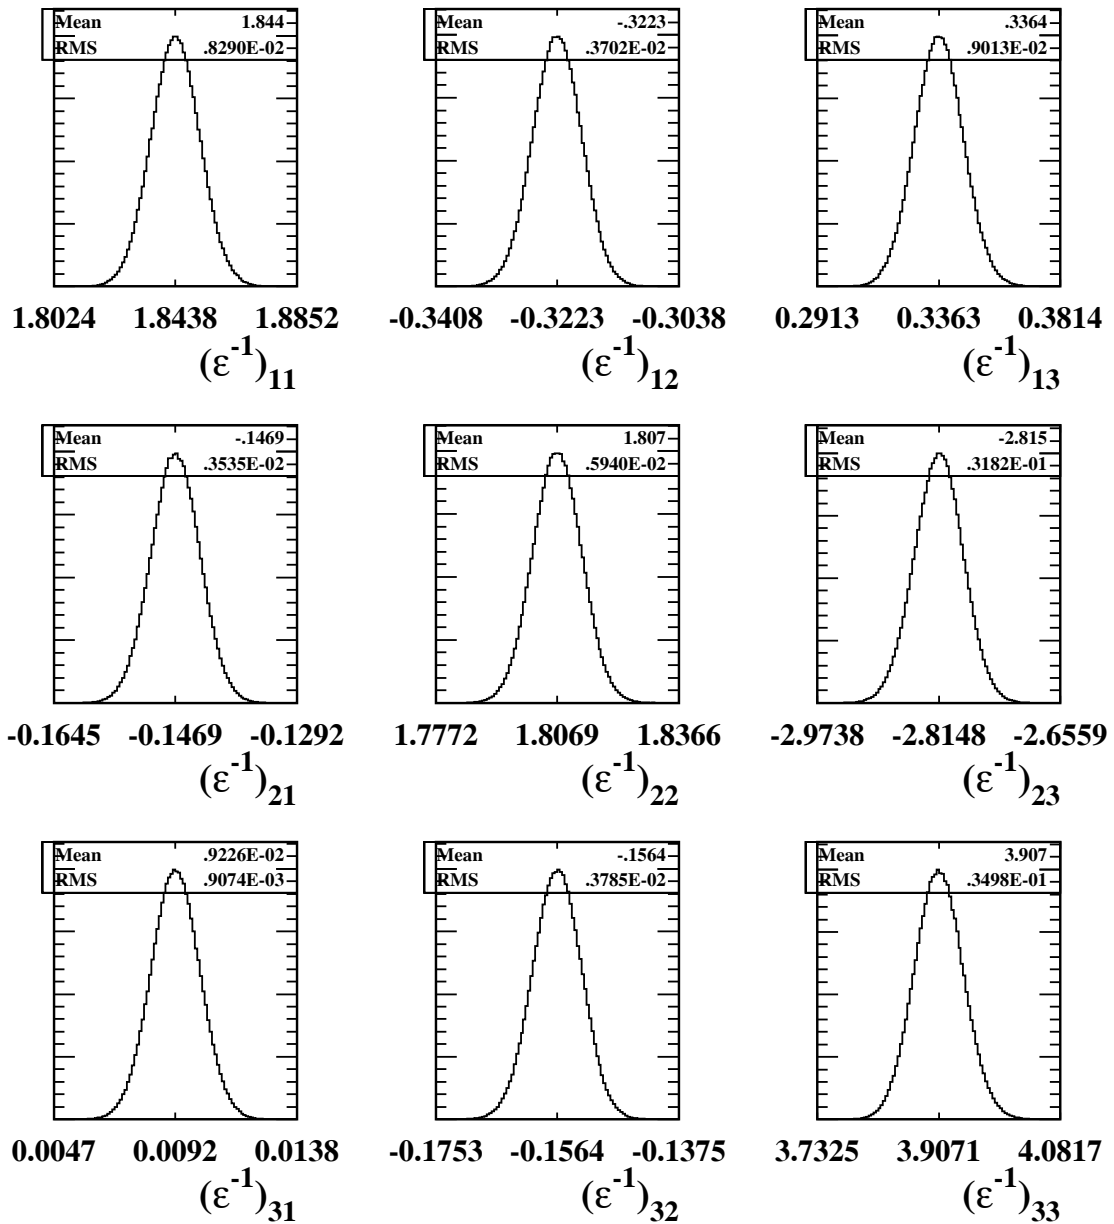 Mean 1.844
RMS .8290E-02
1.8024 1.8438 1.8852
(ε-1)11
Mean -.3223
RMS .3702E-02
-0.3408 -0.3223 -0.3038
(ε-1)12
Mean .3364
RMS .9013E-02
0.2913 0.3363 0.3814
(ε-1)13
Mean -.1469
RMS .3535E-02
-0.1645 -0.1469 -0.1292
(ε-1)21
Mean 1.807
RMS .5940E-02
1.7772 1.8069 1.8366
(ε-1)22
Mean -2.815
RMS .3182E-01
-2.9738 -2.8148 -2.6559
(ε-1)23
Mean .9226E-02
RMS .9074E-03
0.0047 0.0092 0.0138
(ε-1)31
Mean -.1564
RMS .3785E-02
-0.1753 -0.1564 -0.1375
(ε-1)32
Mean 3.907
RMS .3498E-01
3.7325 3.9071 4.0817
(ε-1)33